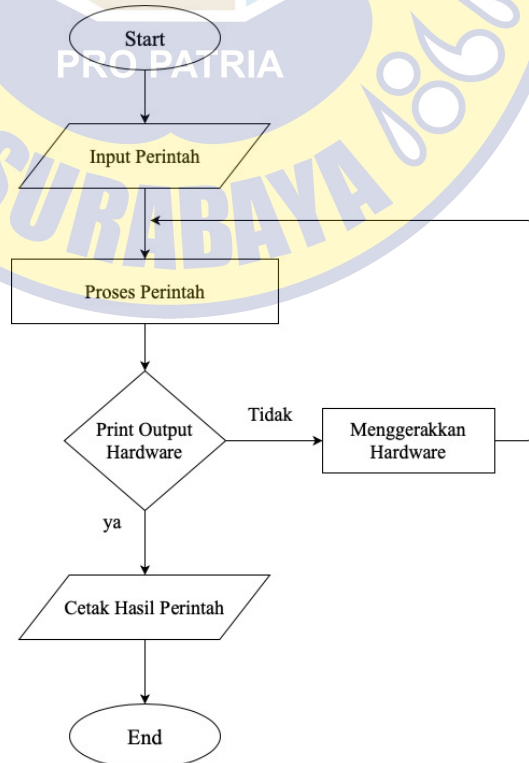 Start
PRO PATRIA
Input Perintah
SURABAYA
Proses Perintah
Print Output
Hardware
Tidak
Menggerakkan
Hardware
ya
Cetak Hasil Perintah
End